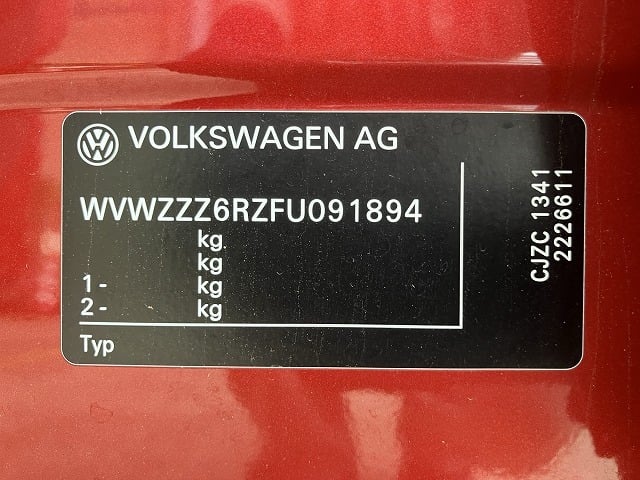 VOLKSWAGEN AG
WVWZZZ6RZFU091894
kg
kg
1- kg
2- kg
Typ
CJZC 1341
2226611